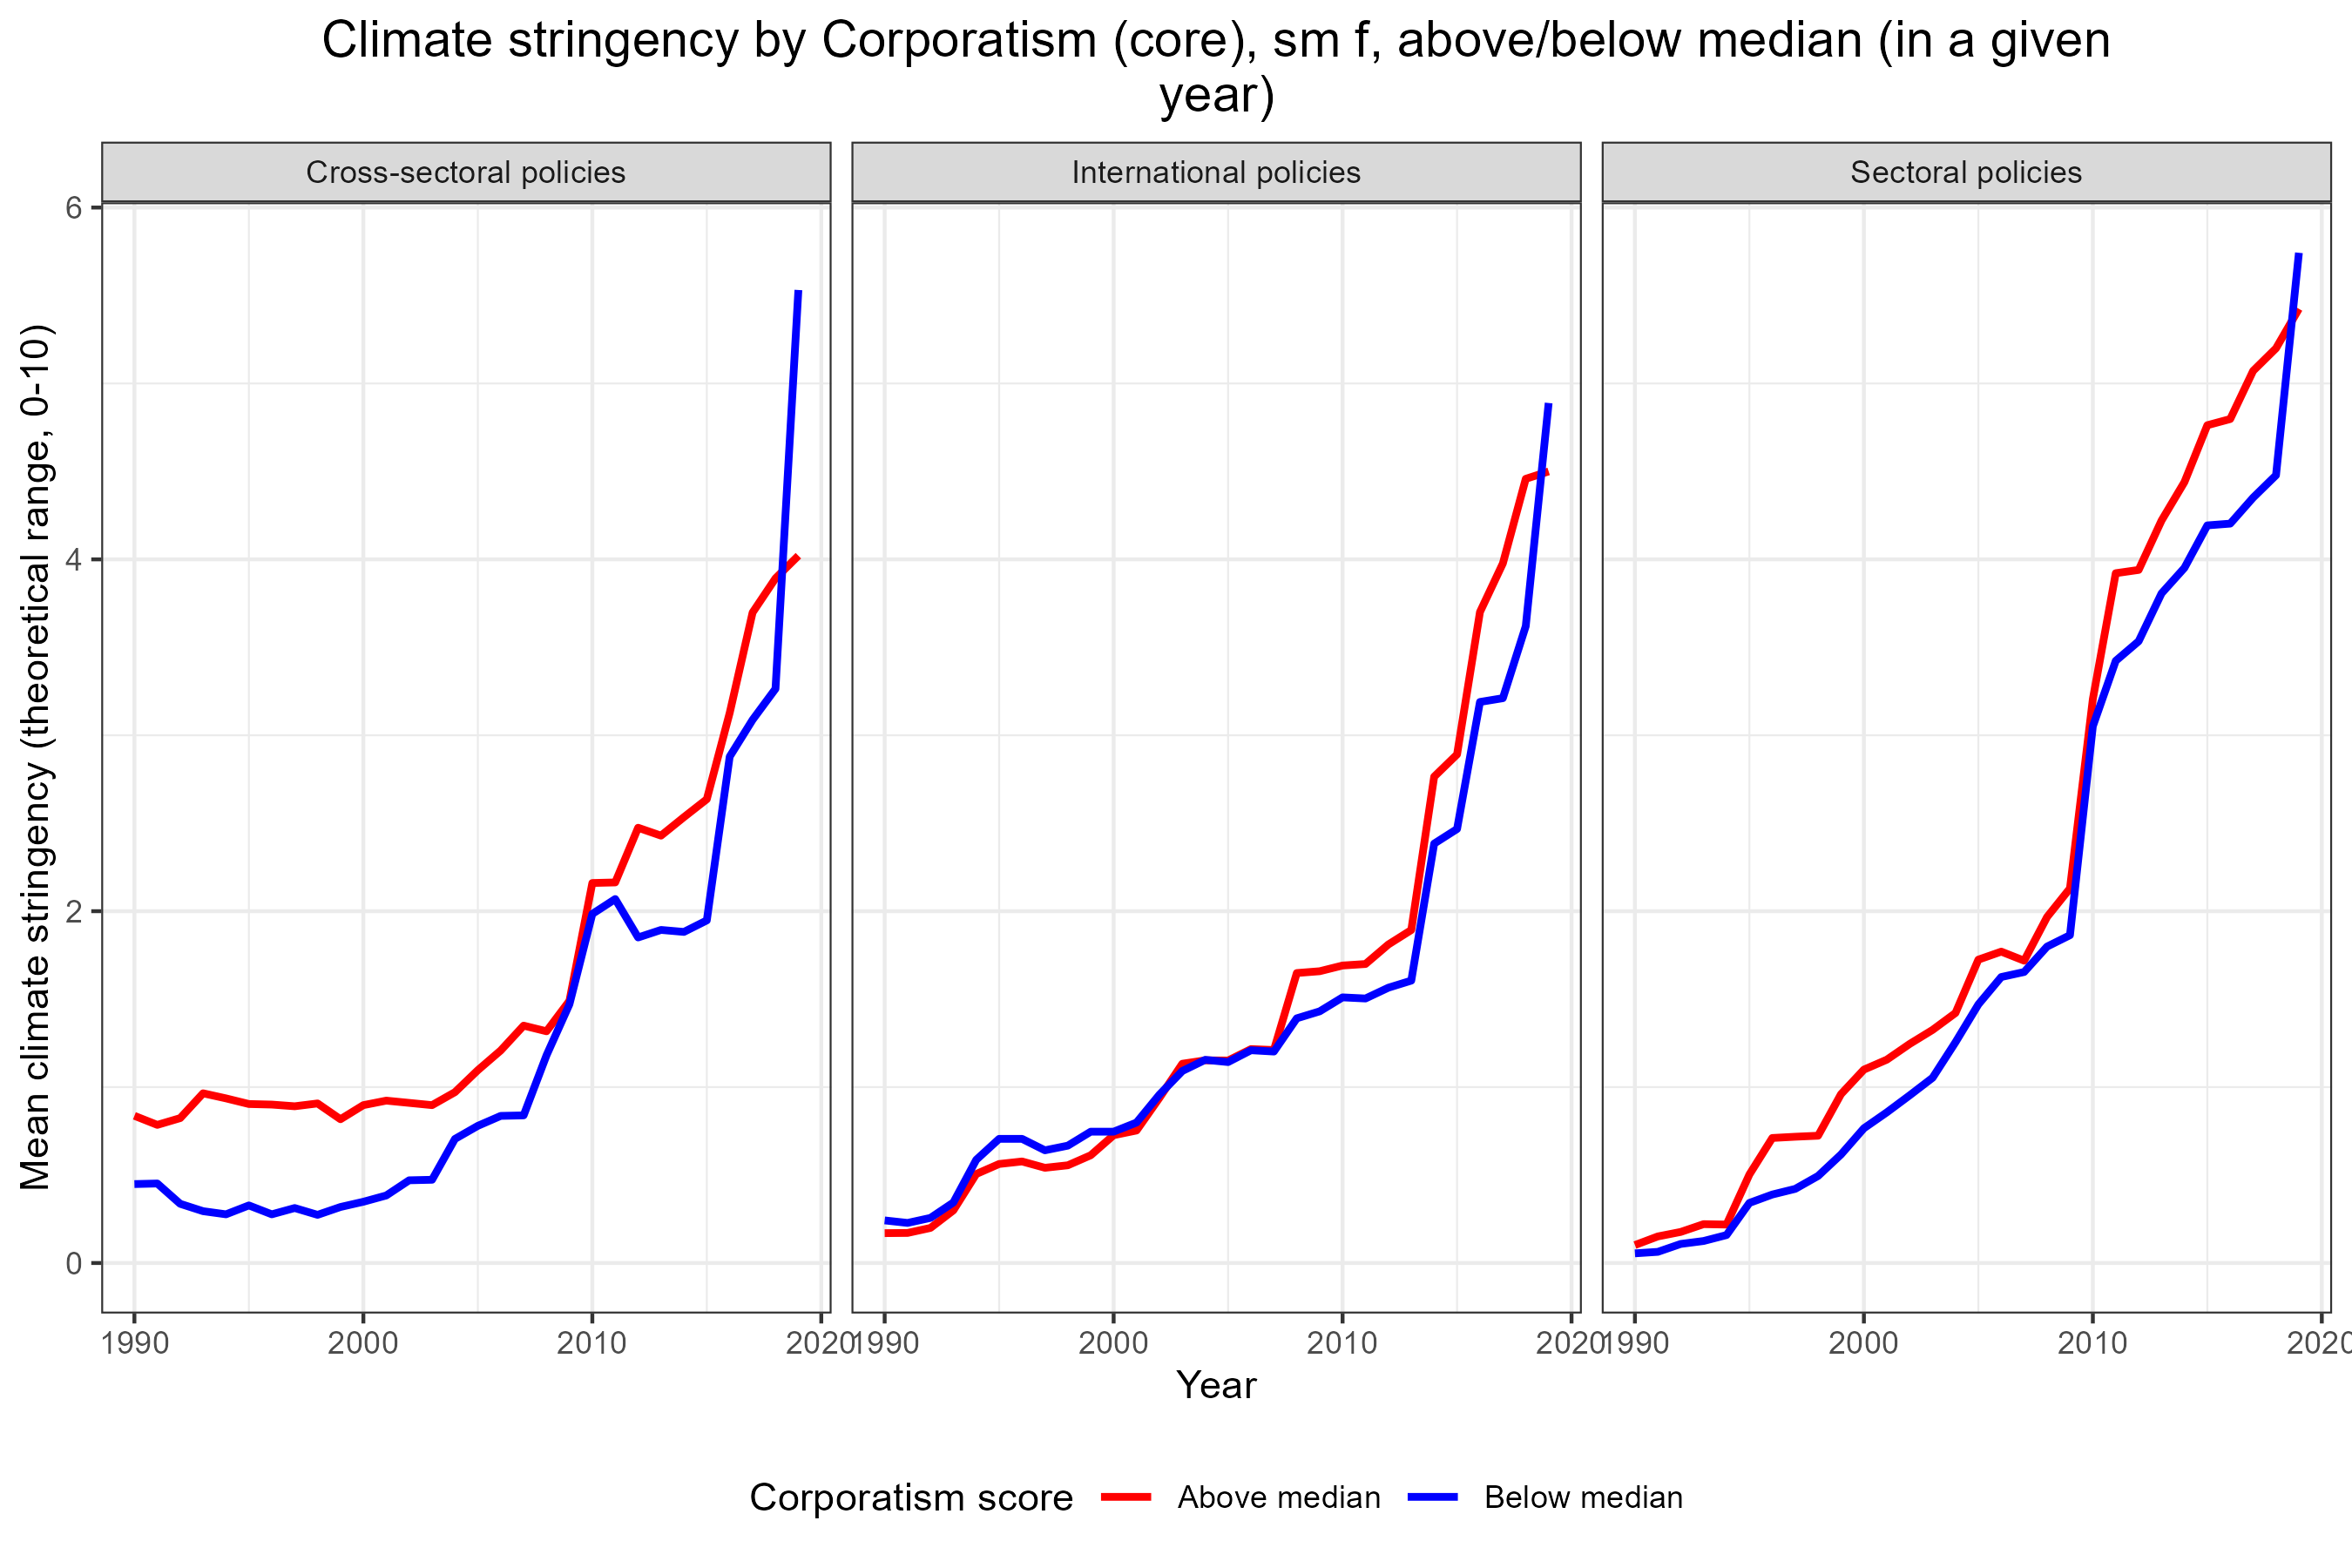 Climate stringency by Corporatism (core), sm f, above/below median (in a given
year)
Cross-sectoral policies
International policies
Sectoral policies
Mean climate stringency (theoretical range, 0-10)
6
4
2
0
1990 2000 2010 2020
1990 2000 2010 2020
1990 2000 2010 2020
Year
Corporatism score Above median Below median